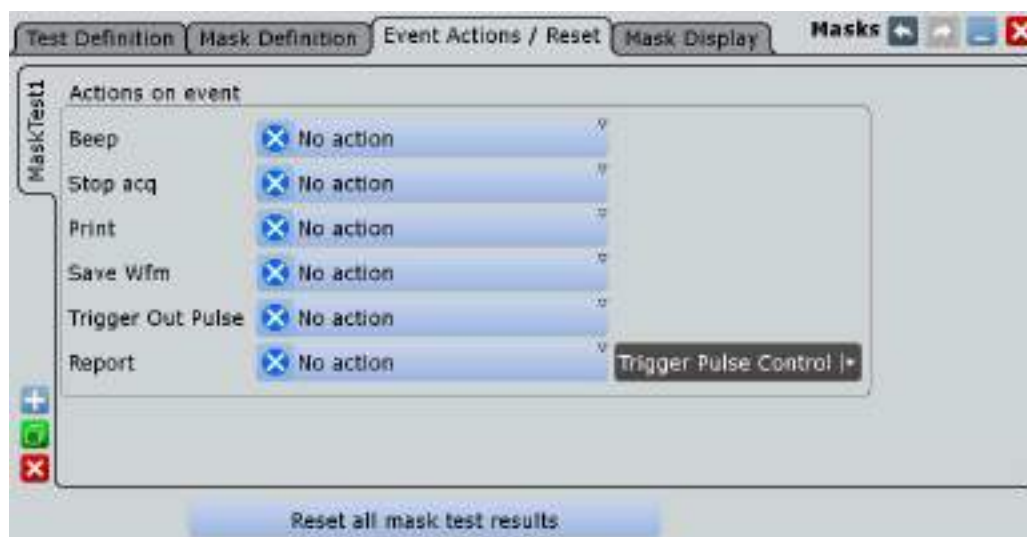 Test Definition Mask Definition Event Actions / Reset Mask Display Masks
MaskTest1
Actions on event
Beep No action
Stop acq No action
Print No action
Save Wfm No action
Trigger Out Pulse No action
Report No action Trigger Pulse Control
Reset all mask test results